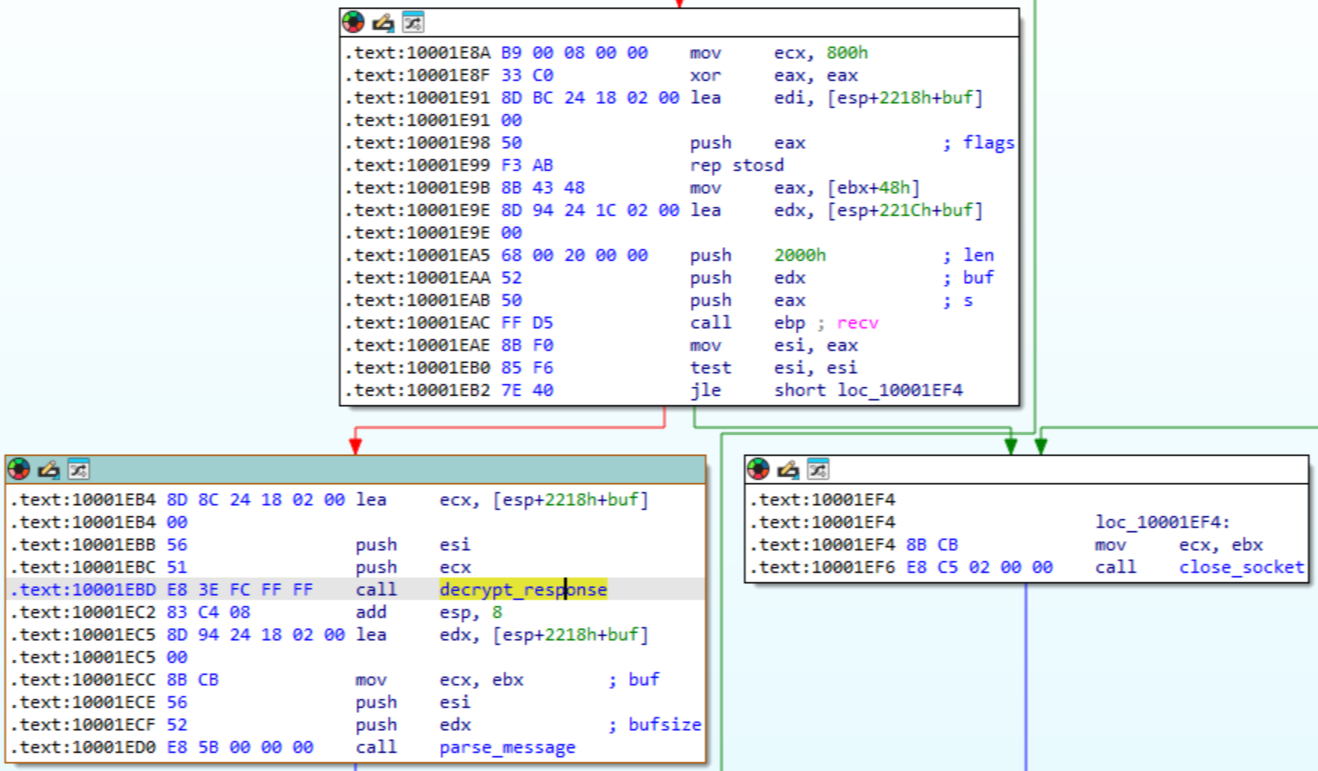 .text:10001E8A B9 00 08 00 00 mov ecx, 800h
.text:10001E8F 33 C0 xor eax, eax
.text:10001E91 8D BC 24 18 02 00 lea edi, [esp+2218h+buf]
.text:10001E91 00
.text:10001E98 50 push eax ; flags
.text:10001E99 F3 AB rep stosd
.text:10001E9B 8B 43 48 mov eax, [ebx+48h]
.text:10001E9E 8D 94 24 1C 02 00 lea edx, [esp+221Ch+buf]
.text:10001E9E 00
.text:10001EA5 68 00 20 00 00 push 2000h ; len
.text:10001EAA 52 push edx ; buf
.text:10001EAB 50 push eax ; s
.text:10001EAC FF D5 call ebp ; recv
.text:10001EAE 8B F0 mov esi, eax
.text:10001EB0 85 F6 test esi, esi
.text:10001EB2 7E 40 jle short loc_10001EF4
.text:10001EB4 8D 8C 24 18 02 00 lea ecx, [esp+2218h+buf]
.text:10001EB4 00
.text:10001EBB 56 push esi
.text:10001EBC 51 push ecx
.text:10001EBD E8 3E FC FF FF call decrypt_response
.text:10001EC2 83 C4 08 add esp, 8
.text:10001EC5 8D 94 24 18 02 00 lea edx, [esp+2218h+buf]
.text:10001EC5 00
.text:10001ECC 8B CB mov ecx, ebx ; buf
.text:10001ECE 56 push esi
.text:10001ECF 52 push edx ; bufsize
.text:10001ED0 E8 5B 00 00 00 call parse_message
.text:10001EF4
.text:10001EF4 loc_10001EF4:
.text:10001EF4 8B CB mov ecx, ebx
.text:10001EF6 E8 C5 02 00 00 call close_socket